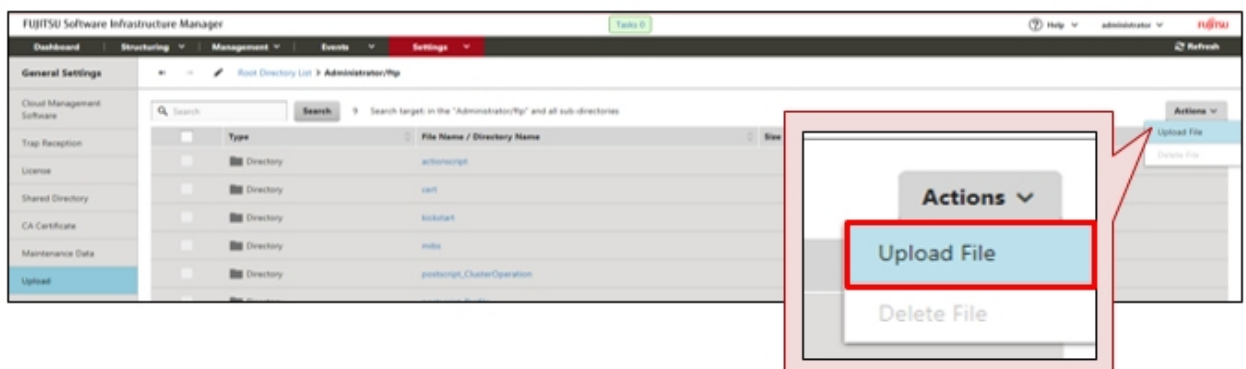 FUJITSU Software Infrastructure Manager
Tasks 0
Help
administrator
FUJITSU
Dashboard
Structuring
Management
Events
Settings
Refresh
General Settings
Root Directory List > Administrator/ftp
Cloud Management
Software
Search
Search
9
Search target: in the "Administrator/ftp" and all sub-directories
Actions
Upload File
Delete File
Type
File Name / Directory Name
Size
Trap Reception
Directory
actionscript
License
Directory
cert
Shared Directory
Directory
kickstart
CA Certificate
Directory
mibs
Maintenance Data
Directory
postscript_ClusterOperation
Upload
Actions
Upload File
Delete File